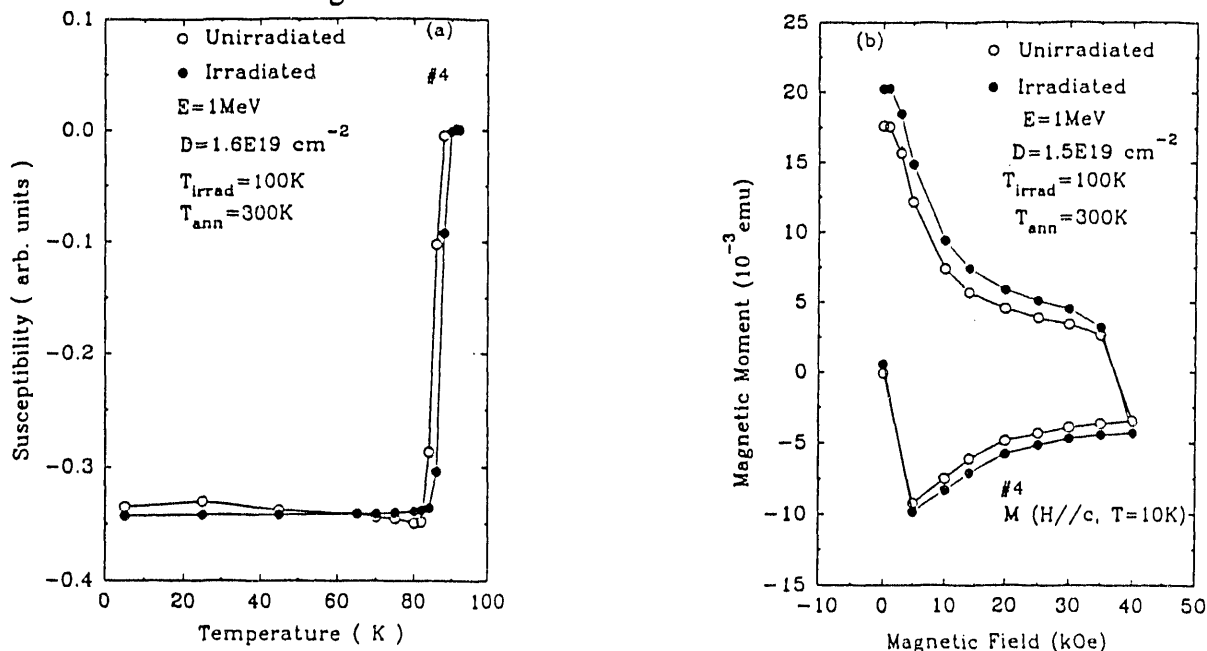 (a)
○ Unirradiated
● Irradiated
#4
E=1MeV
D=1.6E19 cm⁻²
T_irrad=100K
T_ann=300K
0.1
0.0
−0.1
−0.2
−0.3
−0.4
Susceptibility ( arb. units )
0 20 40 60 80 100
Temperature ( K )
(b)
○ Unirradiated
● Irradiated
E=1MeV
D=1.5E19 cm⁻²
T_irrad=100K
T_ann=300K
25
20
15
10
5
0
−5
−10
−15
Magnetic Moment (10⁻³ emu)
#4
M (H//c, T=10K)
−10 0 10 20 30 40 50
Magnetic Field (kOe)